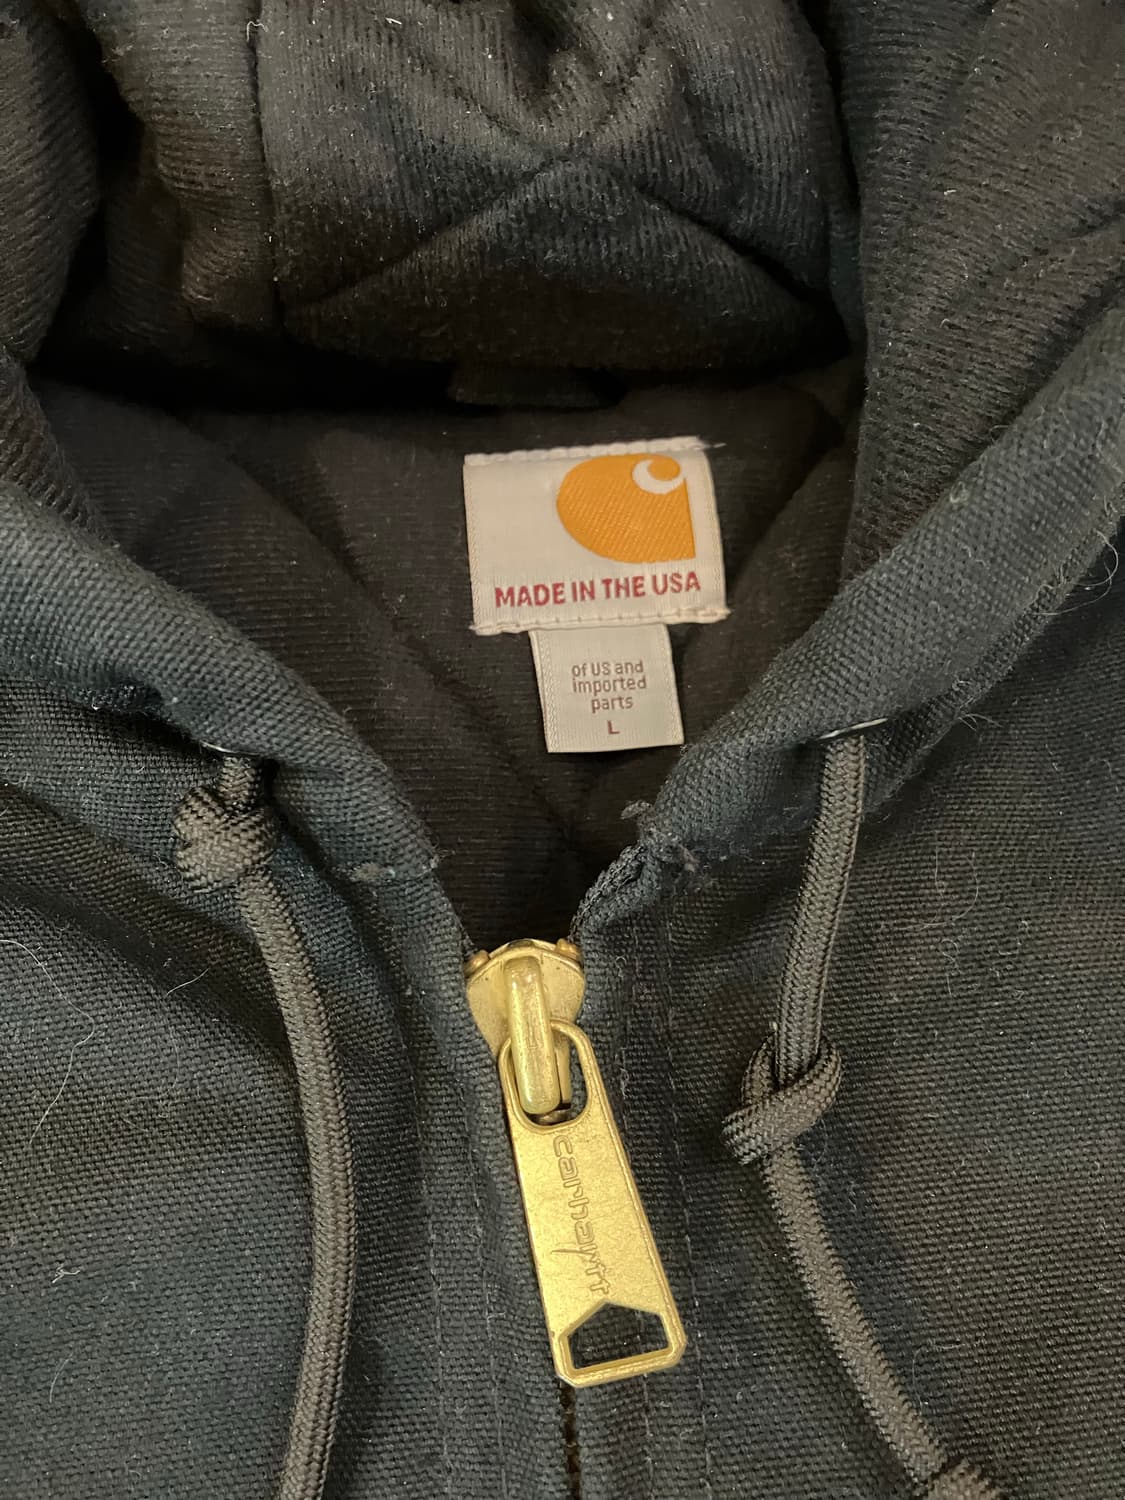 MADE IN THE USA
of US and
imported
parts
L
carhartt